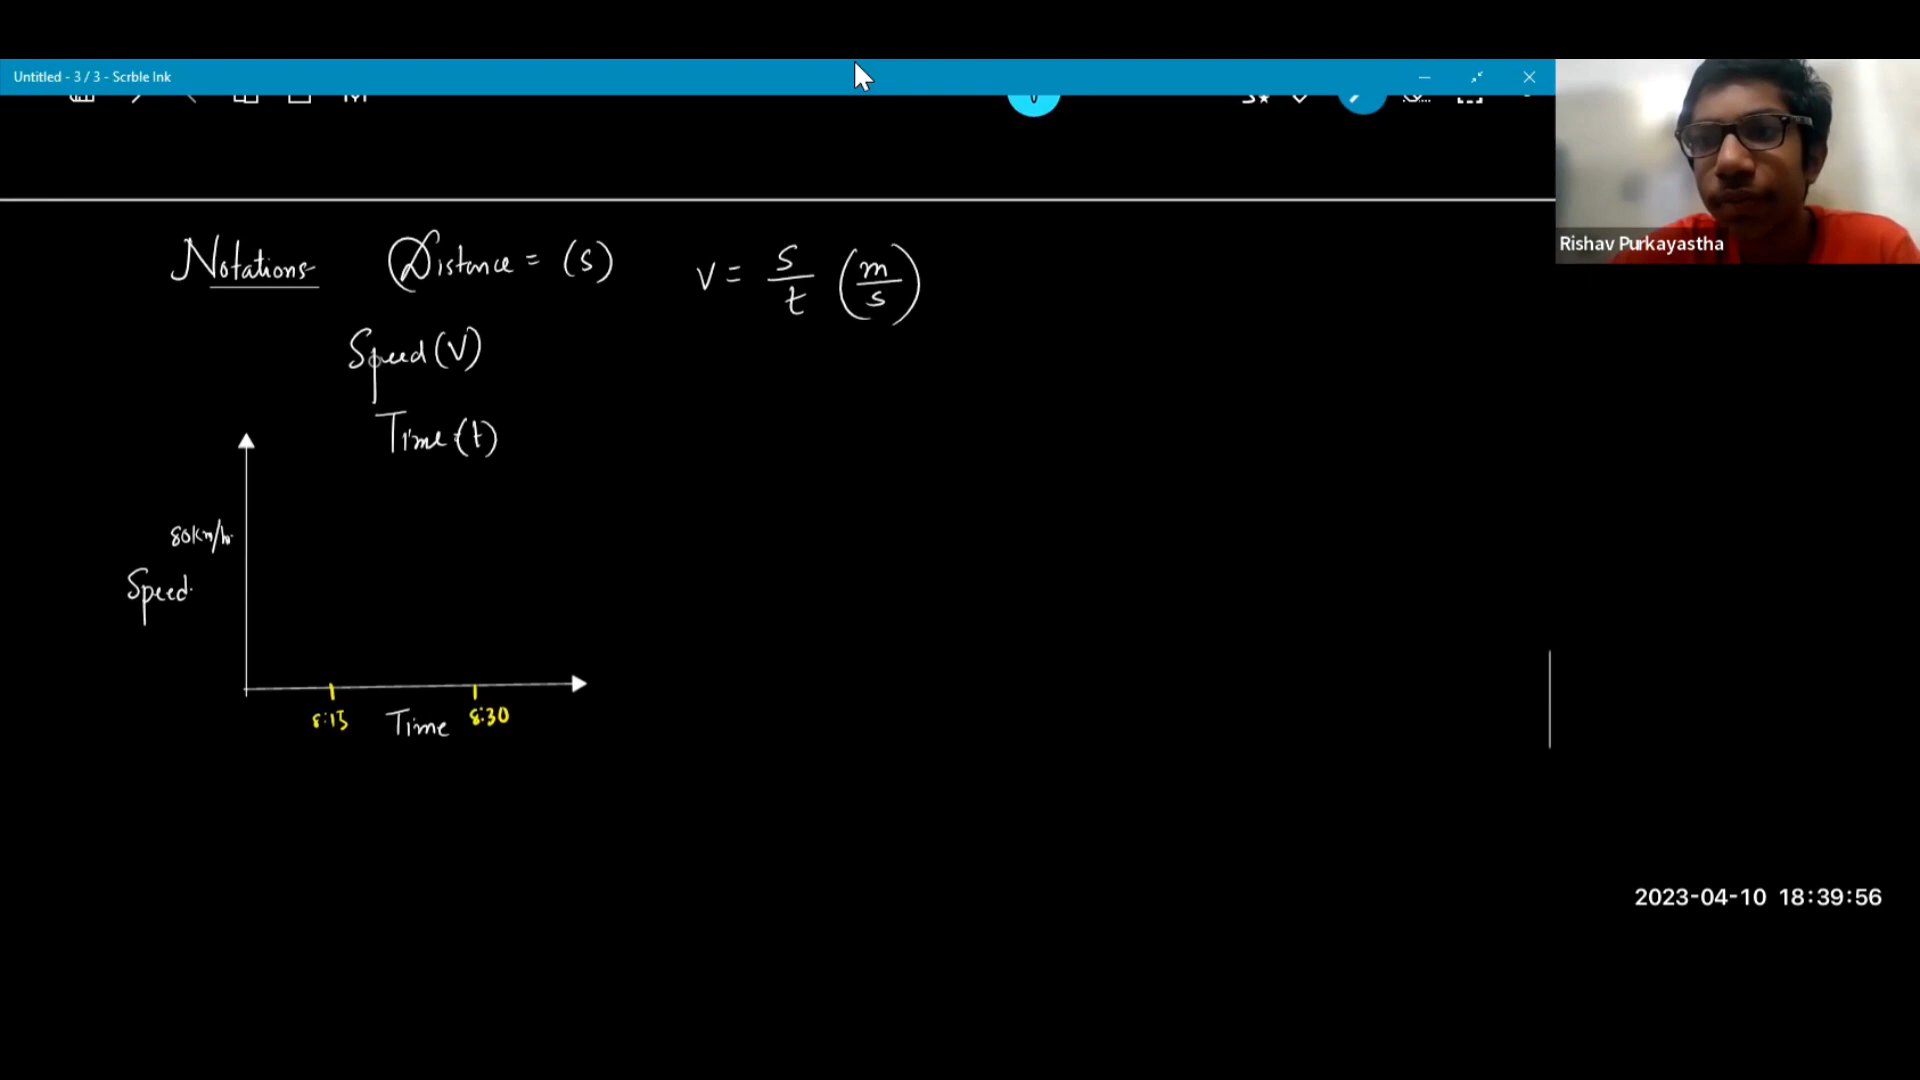 Untitled - 3 / 3 - Scrble Ink
Rishav Purkayastha
Notations Distance = (s) v = s/t (m/s)
Speed (v)
Time (t)
80km/hr
Speed
8:15 Time 8:30
2023-04-10 18:39:56